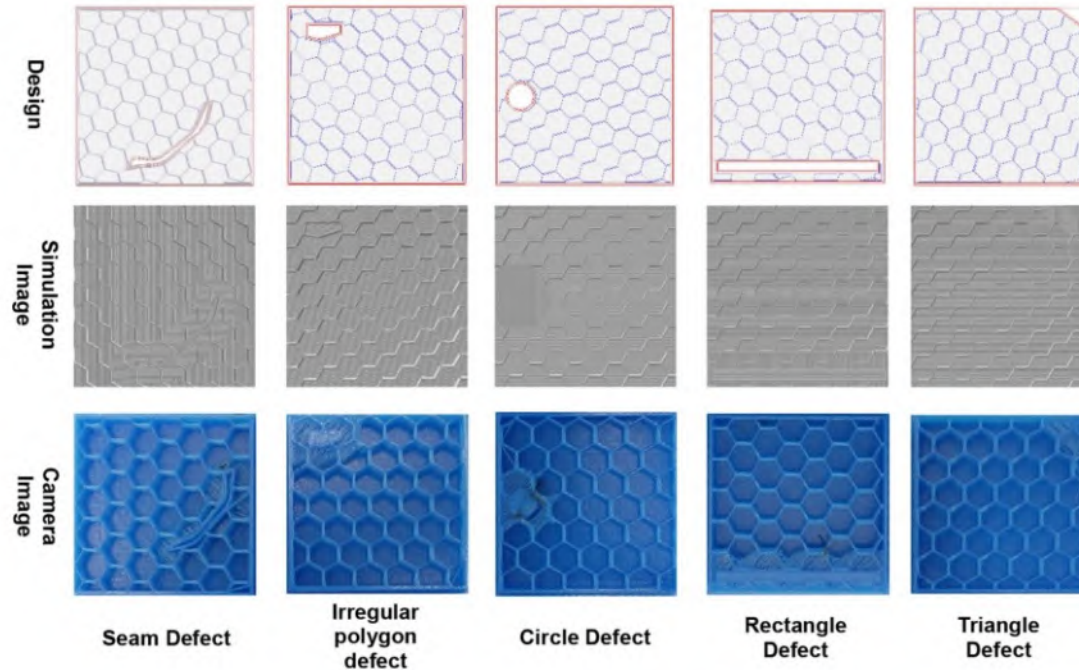 Design
Simulation
Image
Camera
Image
Seam Defect
Irregular
polygon
defect
Circle Defect
Rectangle
Defect
Triangle
Defect